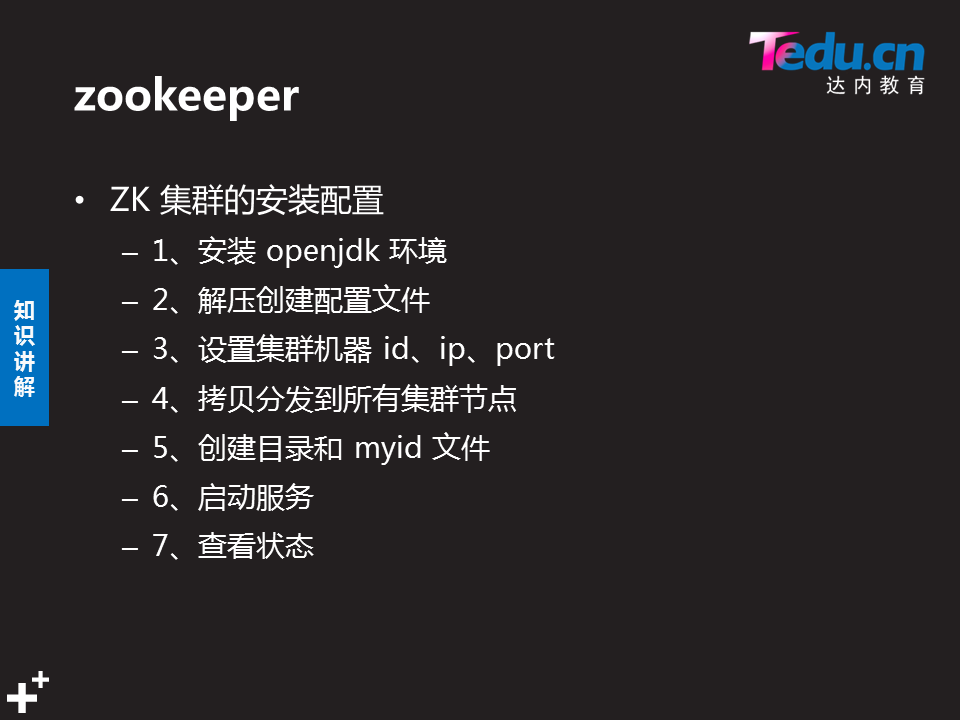 Tedu.cn
达内教育
zookeeper
• ZK 集群的安装配置
– 1、安装 openjdk 环境
– 2、解压创建配置文件
– 3、设置集群机器 id、ip、port
– 4、拷贝分发到所有集群节点
– 5、创建目录和 myid 文件
– 6、启动服务
– 7、查看状态
知识讲解